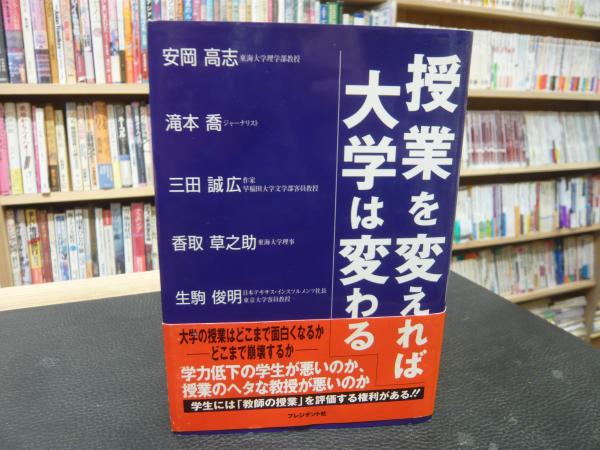 授業を変えれば
大学は変わる
安岡 高志 東海大学理学部教授
滝本 喬 ジャーナリスト
三田 誠広 作家
早稲田大学文学部客員教授
香取 草之助 東海大学理事
生駒 俊明 日本テキサス・インスツルメンツ社長
東京大学客員教授
大学の授業はどこまで面白くなるか
──どこまで崩壊するか──
学力低下の学生が悪いのか、
授業のヘタな教授が悪いのか
学生には「教師の授業」を評価する権利がある!!
プレジデント社